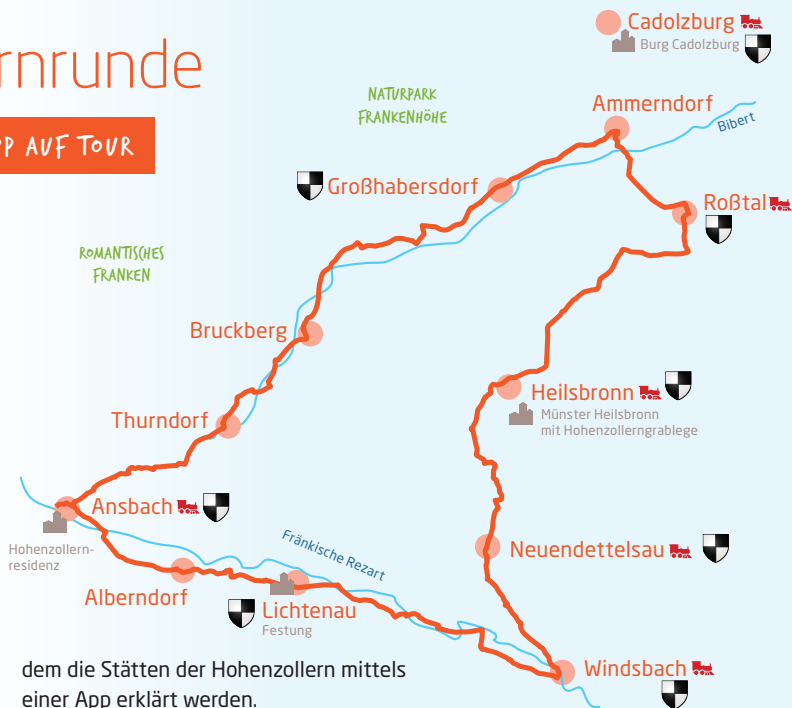 rnrunde
P AUF TOUR
Cadolzburg
Burg Cadolzburg
NATURPARK
FRANKENHÖHE
Ammerndorf
Bibert
Großhabersdorf
Roßtal
ROMANTISCHES
FRANKEN
Bruckberg
Heilsbronn
Münster Heilsbronn
mit Hohenzollerngrablege
Thurndorf
Ansbach
Hohenzollern-
residenz
Fränkische Rezart
Neuendettelsau
Alberndorf
Lichtenau
Festung
Windsbach
dem die Stätten der Hohenzollern mittels
einer App erklärt werden.